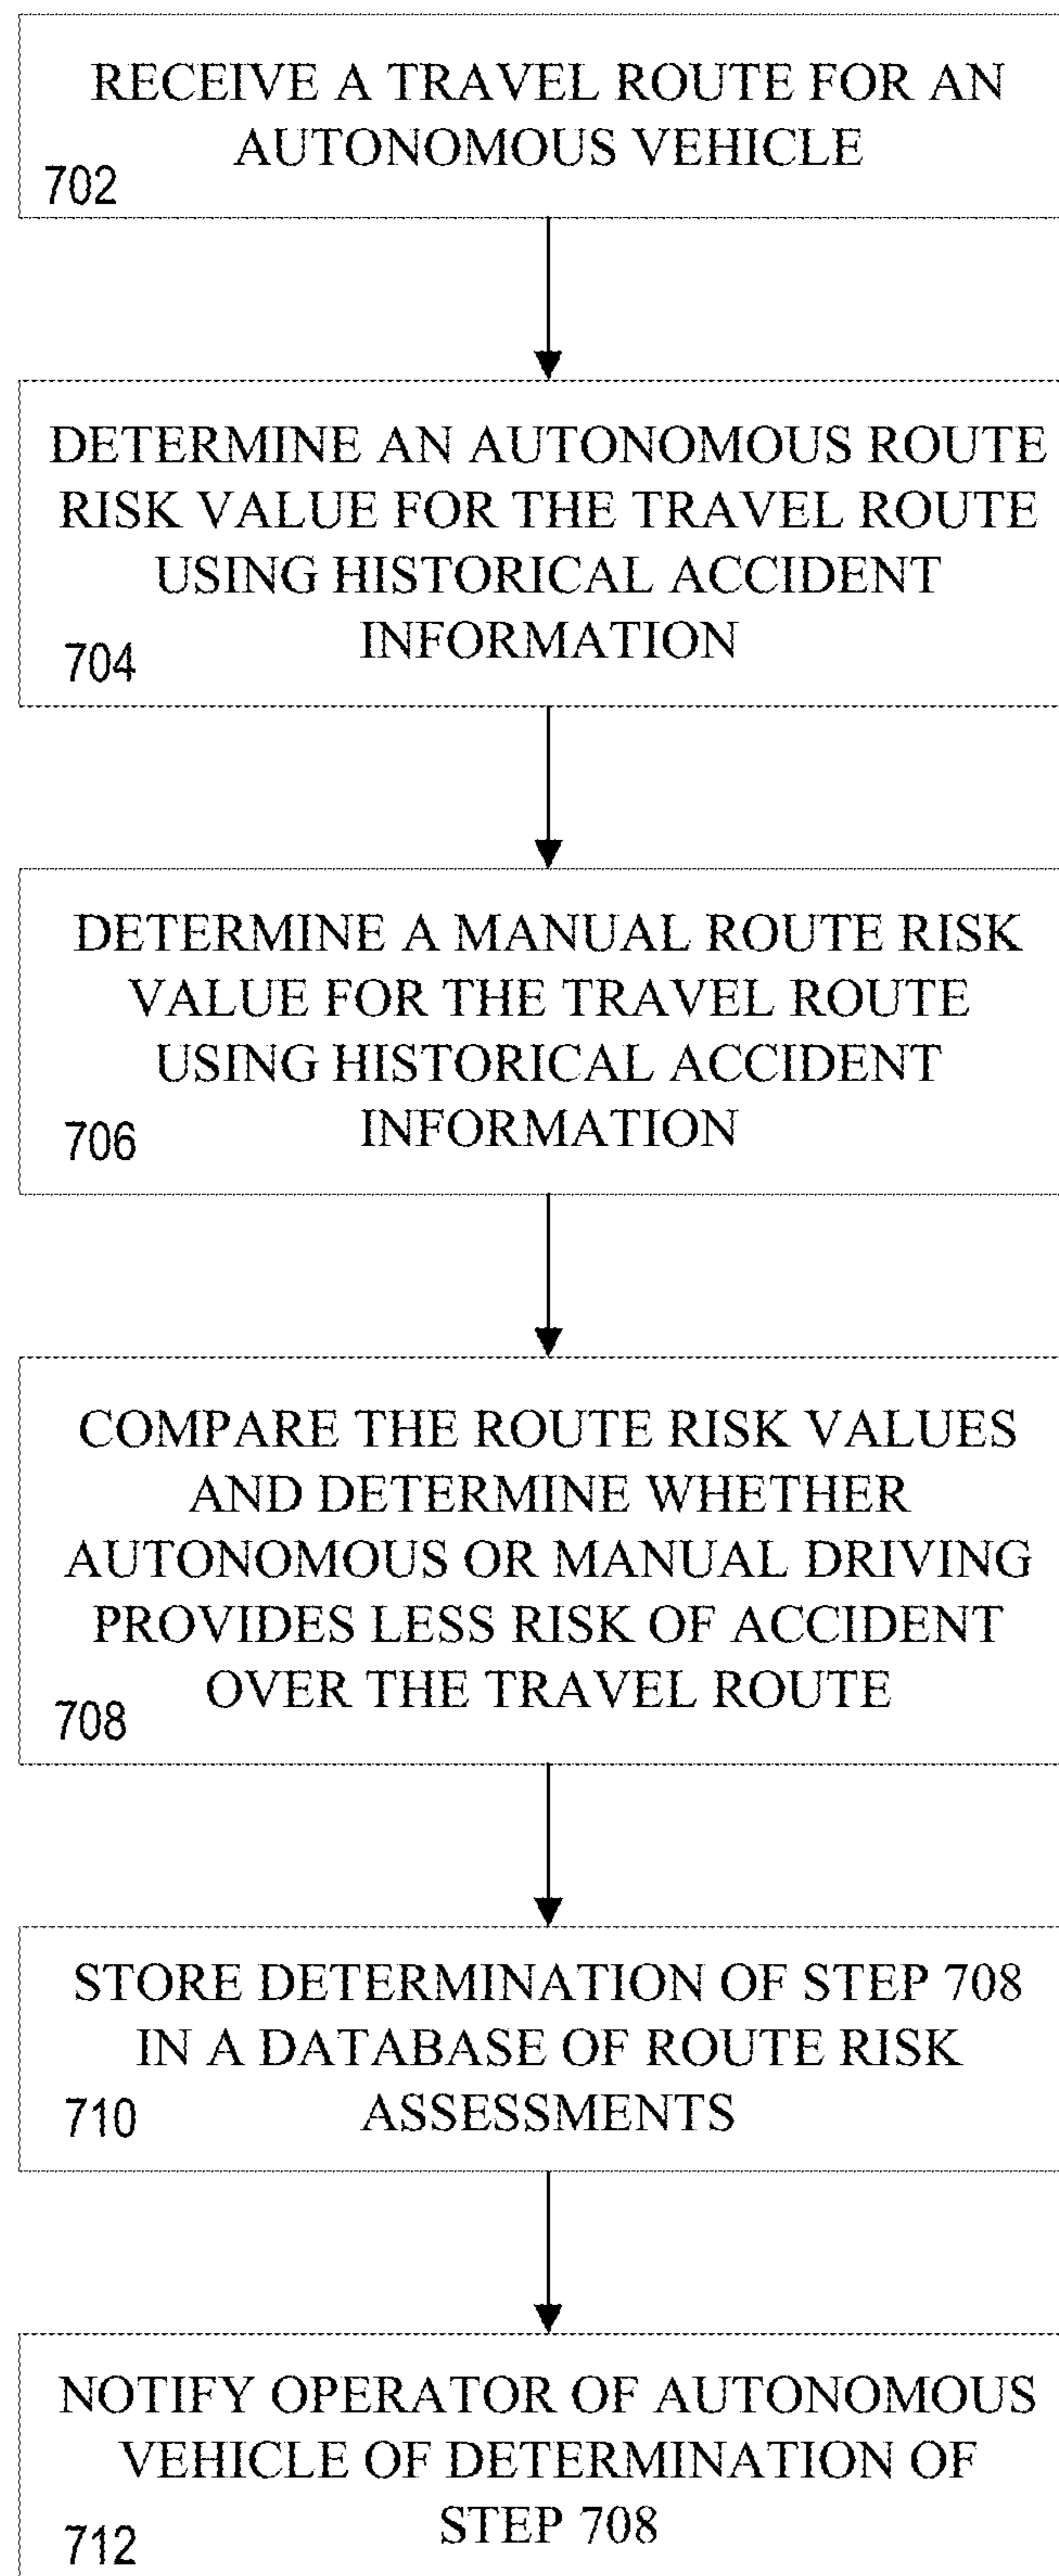 RECEIVE A TRAVEL ROUTE FOR AN
AUTONOMOUS VEHICLE
702
DETERMINE AN AUTONOMOUS ROUTE
RISK VALUE FOR THE TRAVEL ROUTE
USING HISTORICAL ACCIDENT
INFORMATION
704
DETERMINE A MANUAL ROUTE RISK
VALUE FOR THE TRAVEL ROUTE
USING HISTORICAL ACCIDENT
INFORMATION
706
COMPARE THE ROUTE RISK VALUES
AND DETERMINE WHETHER
AUTONOMOUS OR MANUAL DRIVING
PROVIDES LESS RISK OF ACCIDENT
OVER THE TRAVEL ROUTE
708
STORE DETERMINATION OF STEP 708
IN A DATABASE OF ROUTE RISK
ASSESSMENTS
710
NOTIFY OPERATOR OF AUTONOMOUS
VEHICLE OF DETERMINATION OF
STEP 708
712